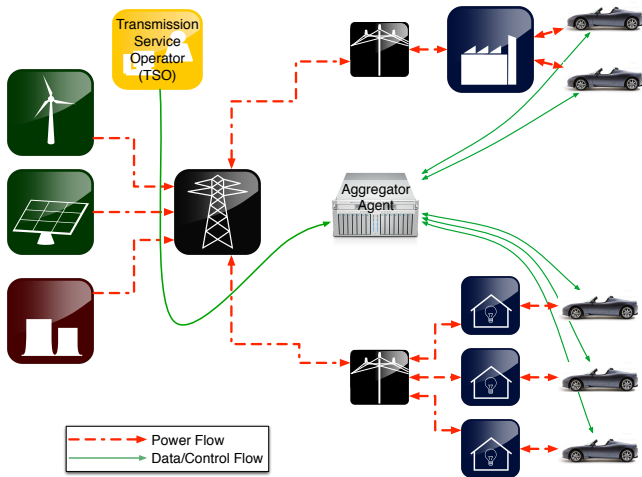 Transmission
Service
Operator
(TSO)
Aggregator
Agent
Power Flow
Data/Control Flow